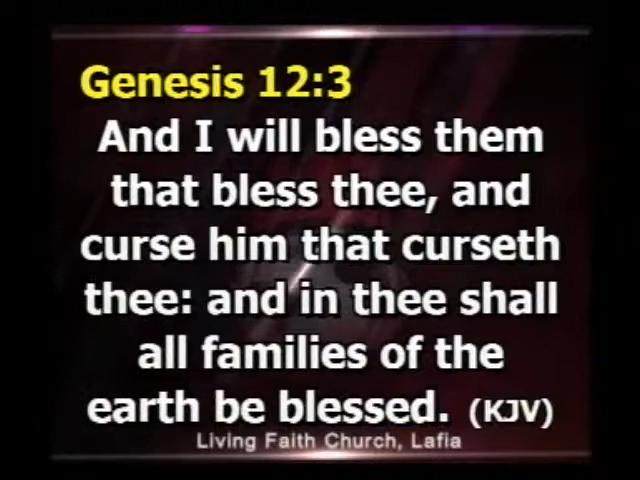 Genesis 12:3
And I will bless them
that bless thee, and
curse him that curseth
thee: and in thee shall
all families of the
earth be blessed. (KJV)
Living Faith Church, Lafia